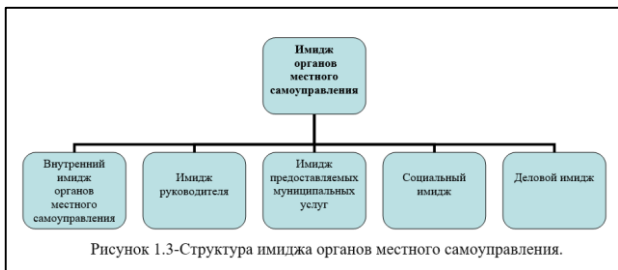 Имидж
органов
местного
самоуправления
Внутренний
имидж
органов
местного
самоуправления
Имидж
руководителя
Имидж
предоставляемых
муниципальных
услуг
Социальный
имидж
Деловой имидж
Рисунок 1.3-Структура имиджа органов местного самоуправления.